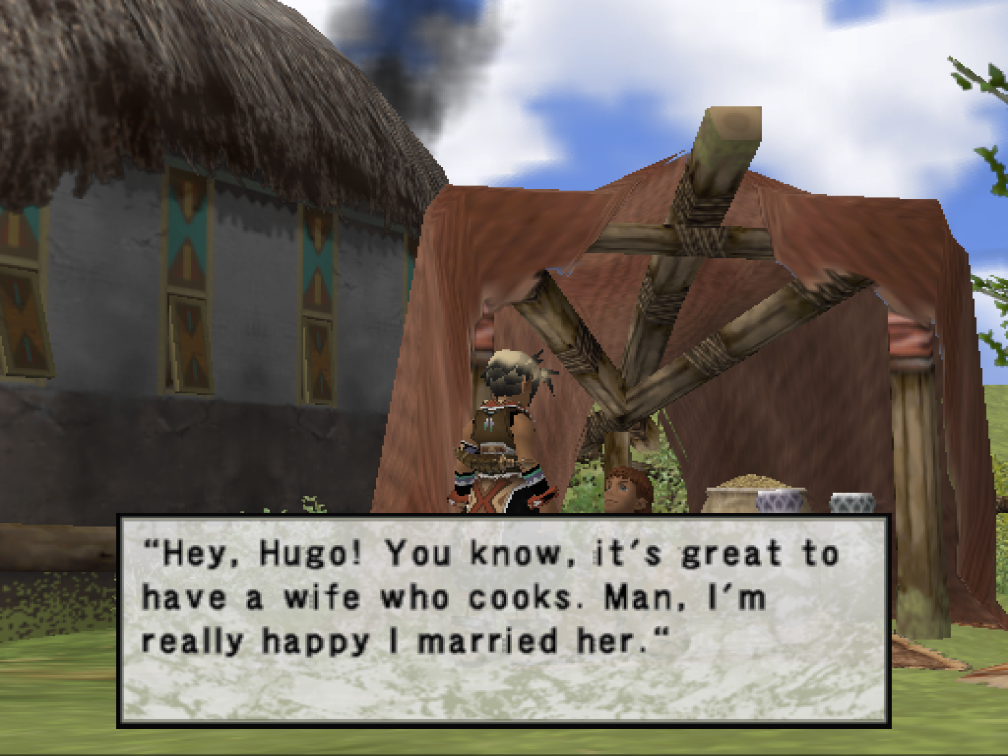 “Hey, Hugo! You know, it's great to
have a wife who cooks. Man, I'm
really happy I married her.“